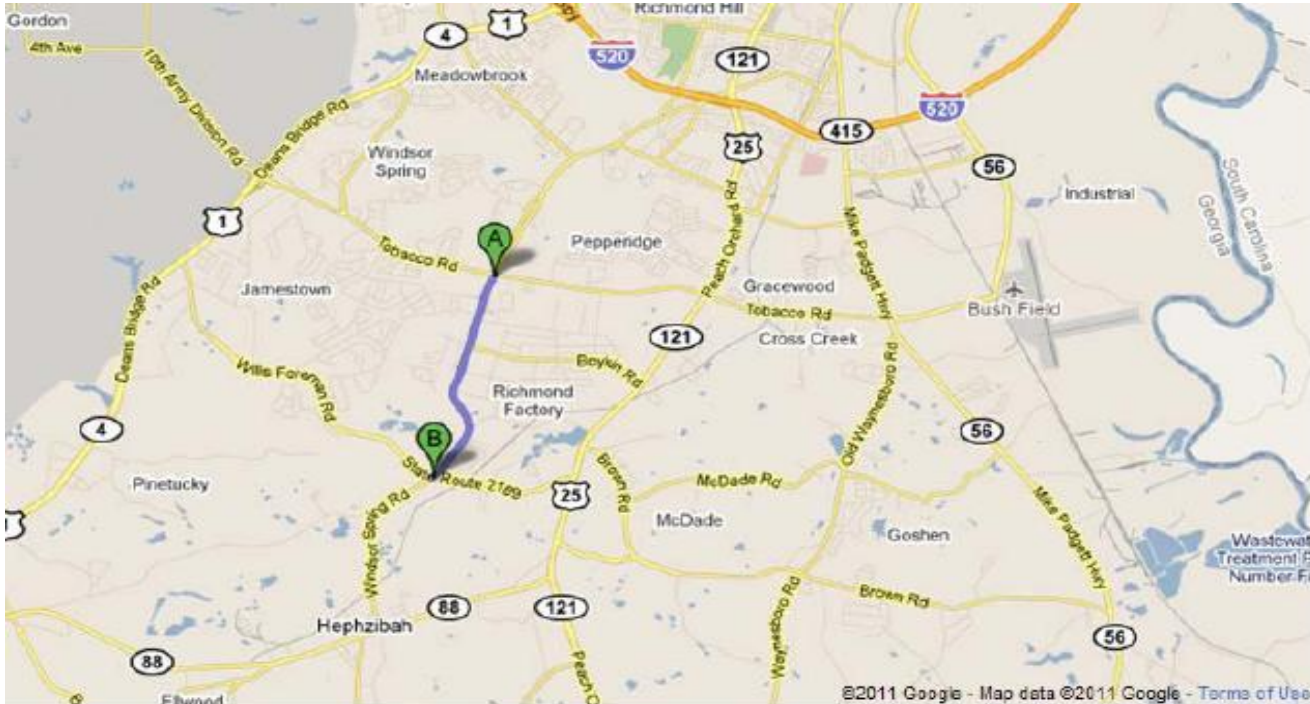 Richmond Hill
Gordon
1
4
4th Ave
520
121
Meadowbrook
10th Army Division Rd
Deans Bridge Rd
520
415
25
Windsor
Spring
56
South Carolina
Georgia
Industrial
1
Peach Orchard Rd
Mike Padgett Hwy
A
Pepperidge
Tobacco Rd
Jamestown
Gracewood
Tobacco Rd
Bush Field
Deans Bridge Rd
121
Cross Creek
Boykin Rd
Willis Foreman Rd
Richmond
Factory
Old Waynesboro Rd
4
B
56
State Route 2169
Pinetucky
25
Brown Rd
McDade Rd
Windsor Spring Rd
McDade
Goshen
Mike Padgett Hwy
Treatment
Number
Waynesboro Rd
Brown Rd
88
121
Hephzibah
56
88
Peach
Ellwood
©2011 Google - Map data ©2011 Google - Terms of Use